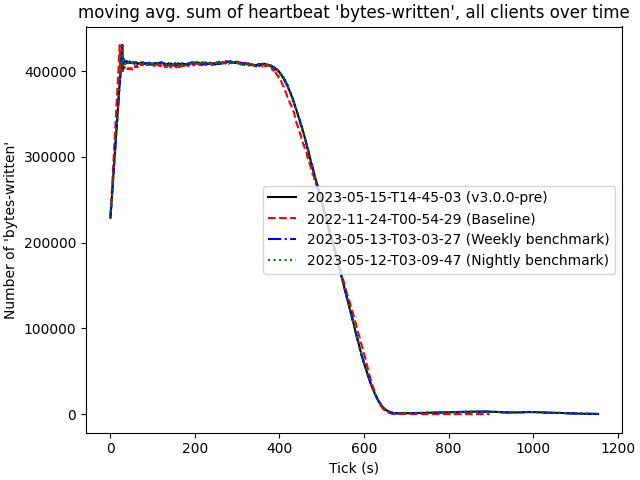 moving avg. sum of heartbeat 'bytes-written', all clients over time
Number of 'bytes-written'
400000
300000
200000
100000
0
2023-05-15-T14-45-03 (v3.0.0-pre)
2022-11-24-T00-54-29 (Baseline)
2023-05-13-T03-03-27 (Weekly benchmark)
2023-05-12-T03-09-47 (Nightly benchmark)
0 200 400 600 800 1000 1200
Tick (s)